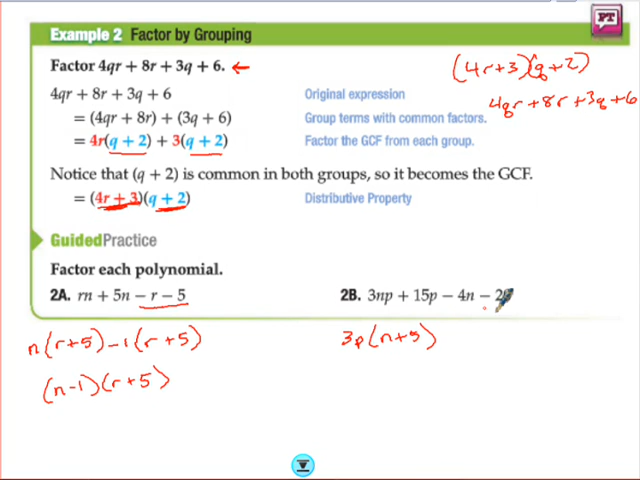 Example 2 Factor by Grouping
PT
Factor 4qr + 8r + 3q + 6. ←
(4r+3)(q+2)
4qr + 8r + 3q + 6
4qr + 8r + 3q + 6 Original expression
= (4qr + 8r) + (3q + 6) Group terms with common factors.
= 4r(q + 2) + 3(q + 2) Factor the GCF from each group.
Notice that (q + 2) is common in both groups, so it becomes the GCF.
= (4r + 3)(q + 2) Distributive Property
GuidedPractice
Factor each polynomial.
2A. rn + 5n − r − 5 2B. 3np + 15p − 4n −
n(r+5) −1(r+5) 3p(n+5)
(n−1)(r+5)